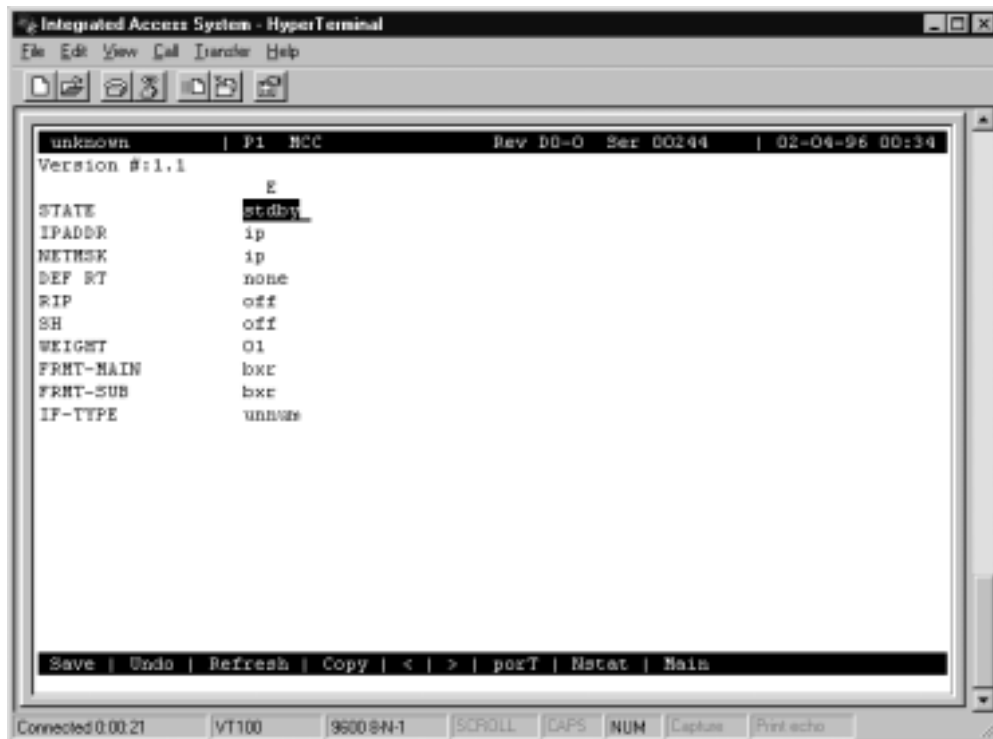 Integrated Access System - HyperTerminal
File Edit View Call Transfer Help
unknown | P1 MCC Rev D0-0 Ser 00244 | 02-04-96 00:34
Version #:1.1
E
STATE stdby_
IPADDR ip
NETMSK ip
DEF RT none
RIP off
SH off
WEIGHT 01
FRMT-MAIN bxr
FRMT-SUB bxr
IF-TYPE unnum
Save | Undo | Refresh | Copy | < | > | porT | Nstat | Main
Connected 0:00:21 VT100 9600 8-N-1 SCROLL CAPS NUM Capture Print echo